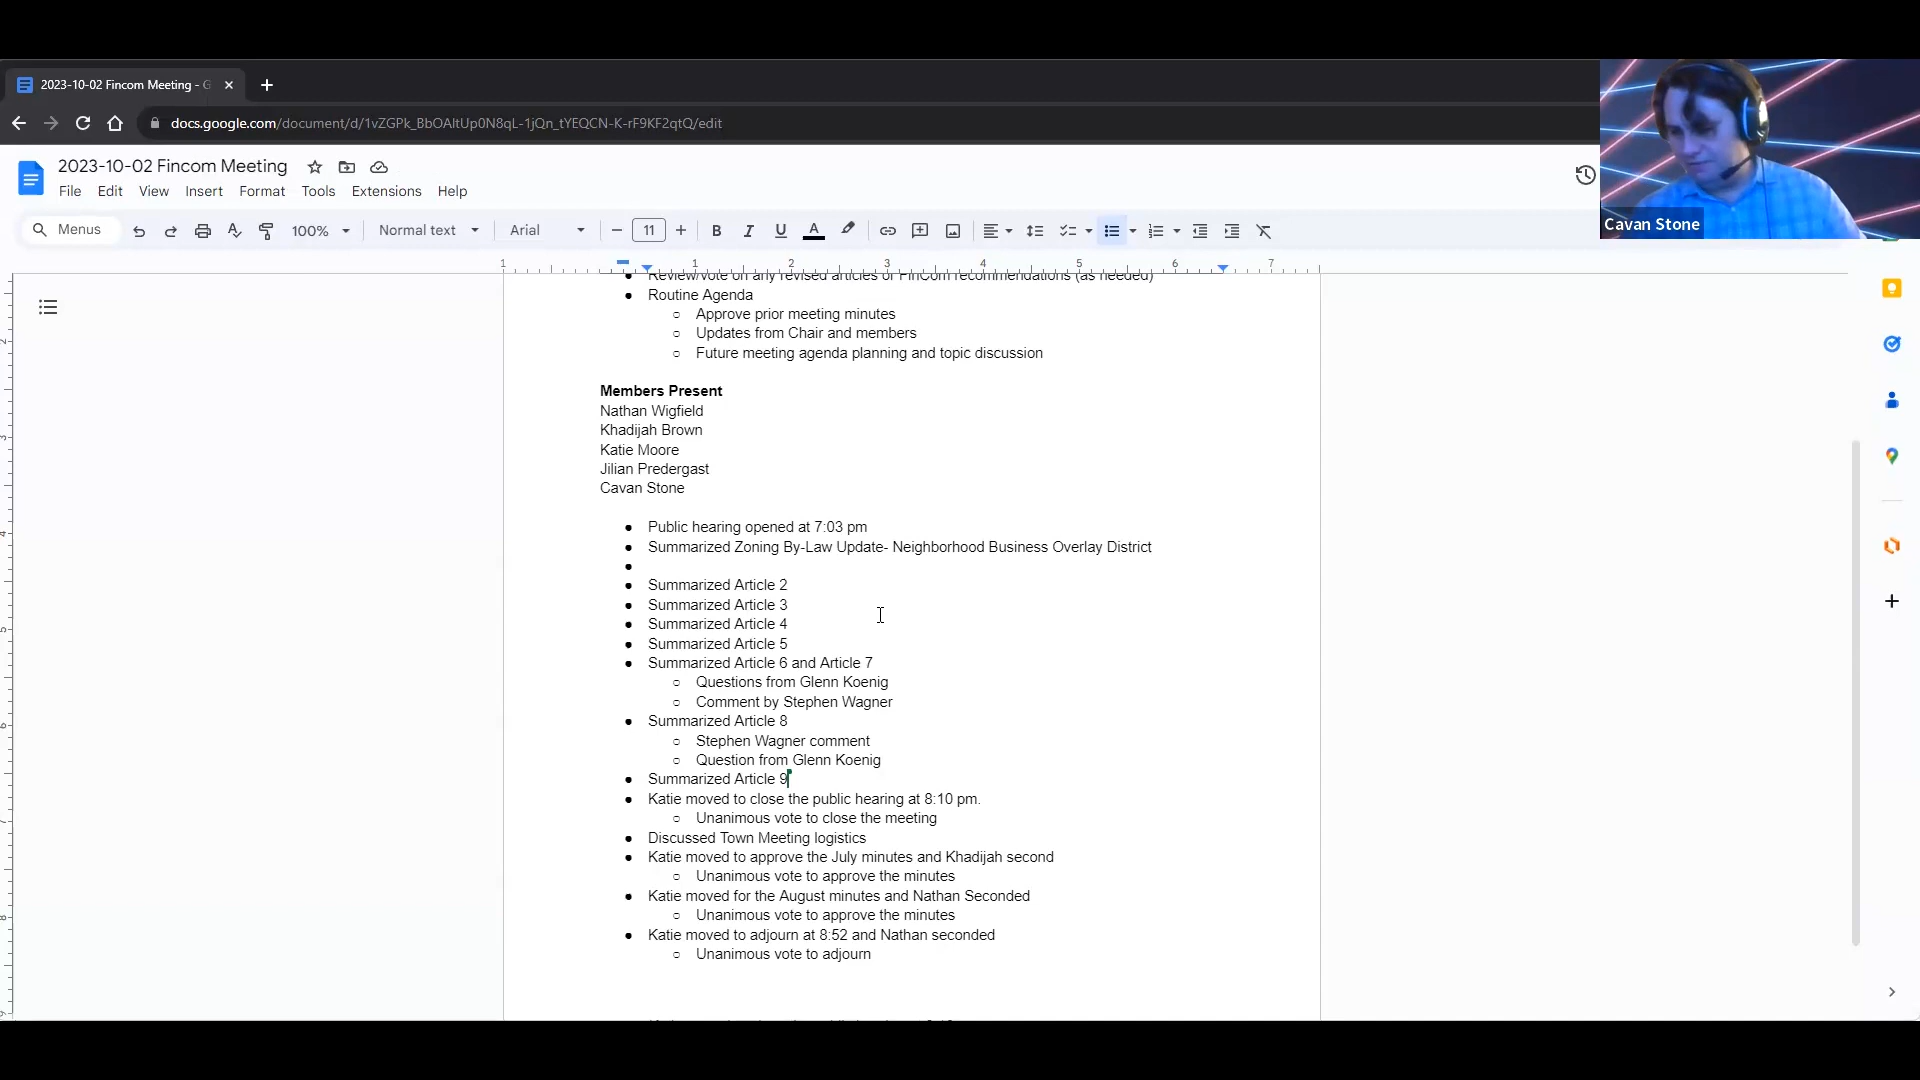 2023-10-02 Fincom Meeting - G
docs.google.com/document/d/1vZGPk_BbOAltUp0N8qL-1jQn_tYEQCN-K-rF9KF2qtQ/edit
2023-10-02 Fincom Meeting
File Edit View Insert Format Tools Extensions Help
Menus 100% Normal text Arial 11
Cavan Stone
1 1 2 3 4 5 6 7
Review/vote on any revised articles or FinCom recommendations (as needed)
● Routine Agenda
○ Approve prior meeting minutes
○ Updates from Chair and members
○ Future meeting agenda planning and topic discussion
Members Present
Nathan Wigfield
Khadijah Brown
Katie Moore
Jilian Predergast
Cavan Stone
● Public hearing opened at 7:03 pm
● Summarized Zoning By-Law Update- Neighborhood Business Overlay District
●
● Summarized Article 2
● Summarized Article 3
● Summarized Article 4
● Summarized Article 5
● Summarized Article 6 and Article 7
○ Questions from Glenn Koenig
○ Comment by Stephen Wagner
● Summarized Article 8
○ Stephen Wagner comment
○ Question from Glenn Koenig
● Summarized Article 9
● Katie moved to close the public hearing at 8:10 pm.
○ Unanimous vote to close the meeting
● Discussed Town Meeting logistics
● Katie moved to approve the July minutes and Khadijah second
○ Unanimous vote to approve the minutes
● Katie moved for the August minutes and Nathan Seconded
○ Unanimous vote to approve the minutes
● Katie moved to adjourn at 8:52 and Nathan seconded
○ Unanimous vote to adjourn